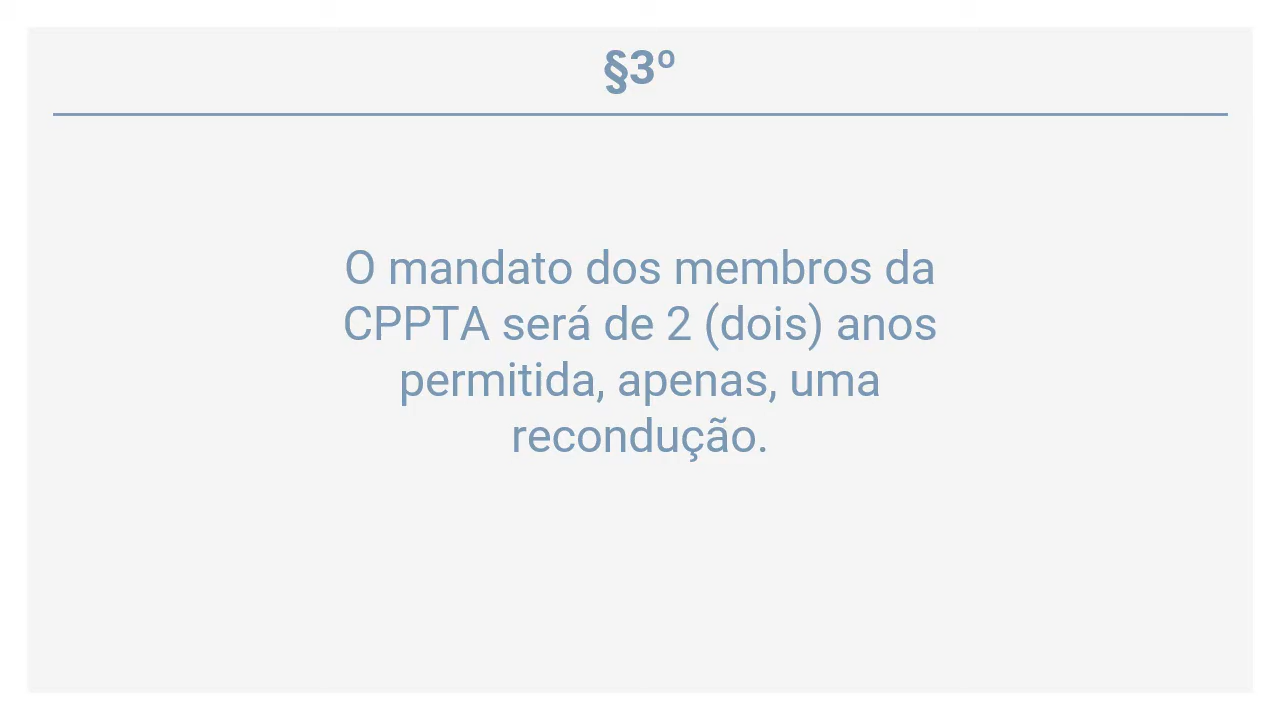 §3º
O mandato dos membros da
CPPTA será de 2 (dois) anos
permitida, apenas, uma
recondução.